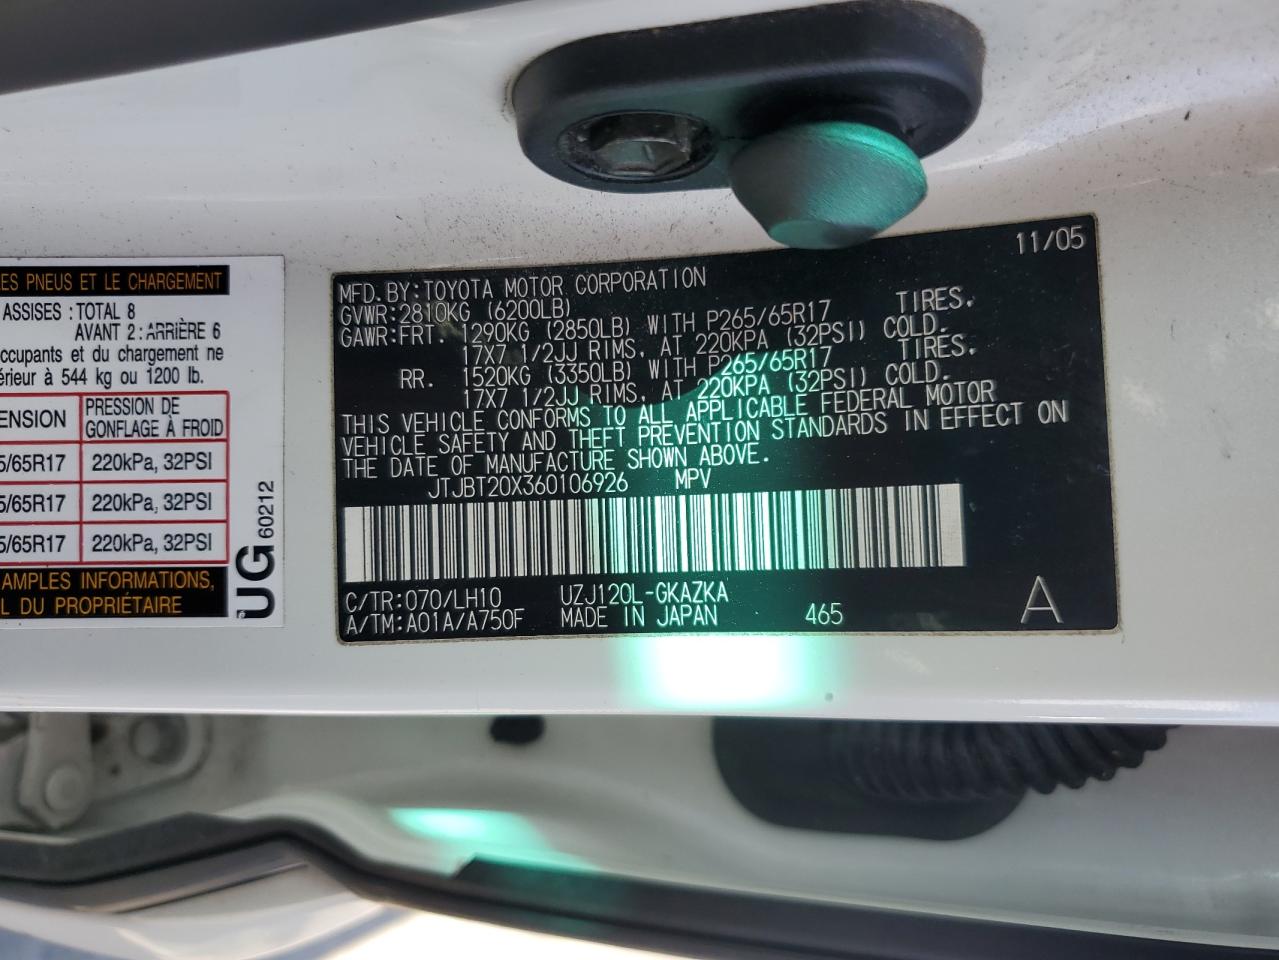 ES PNEUS ET LE CHARGEMENT
ASSISES : TOTAL 8
AVANT 2 : ARRIÈRE 6
ccupants et du chargement ne
érieur à 544 kg ou 1200 lb.
ENSION PRESSION DE GONFLAGE À FROID
5/65R17 220kPa, 32PSI
5/65R17 220kPa, 32PSI
5/65R17 220kPa, 32PSI
AMPLES INFORMATIONS,
L DU PROPRIÉTAIRE
UG 60212
11/05
MFD.BY:TOYOTA MOTOR CORPORATION
GVWR:2810KG (6200LB)
GAWR:FRT. 1290KG (2850LB) WITH P265/65R17 TIRES,
17X7 1/2JJ RIMS, AT 220KPA (32PSI) COLD.
RR. 1520KG (3350LB) WITH P265/65R17 TIRES,
17X7 1/2JJ RIMS, AT 220KPA (32PSI) COLD.
THIS VEHICLE CONFORMS TO ALL APPLICABLE FEDERAL MOTOR
VEHICLE SAFETY AND THEFT PREVENTION STANDARDS IN EFFECT ON
THE DATE OF MANUFACTURE SHOWN ABOVE.
JTJBT20X360106926 MPV
C/TR:070/LH10 UZJ120L-GKAZKA
A/TM:A01A/A750F MADE IN JAPAN 465
A